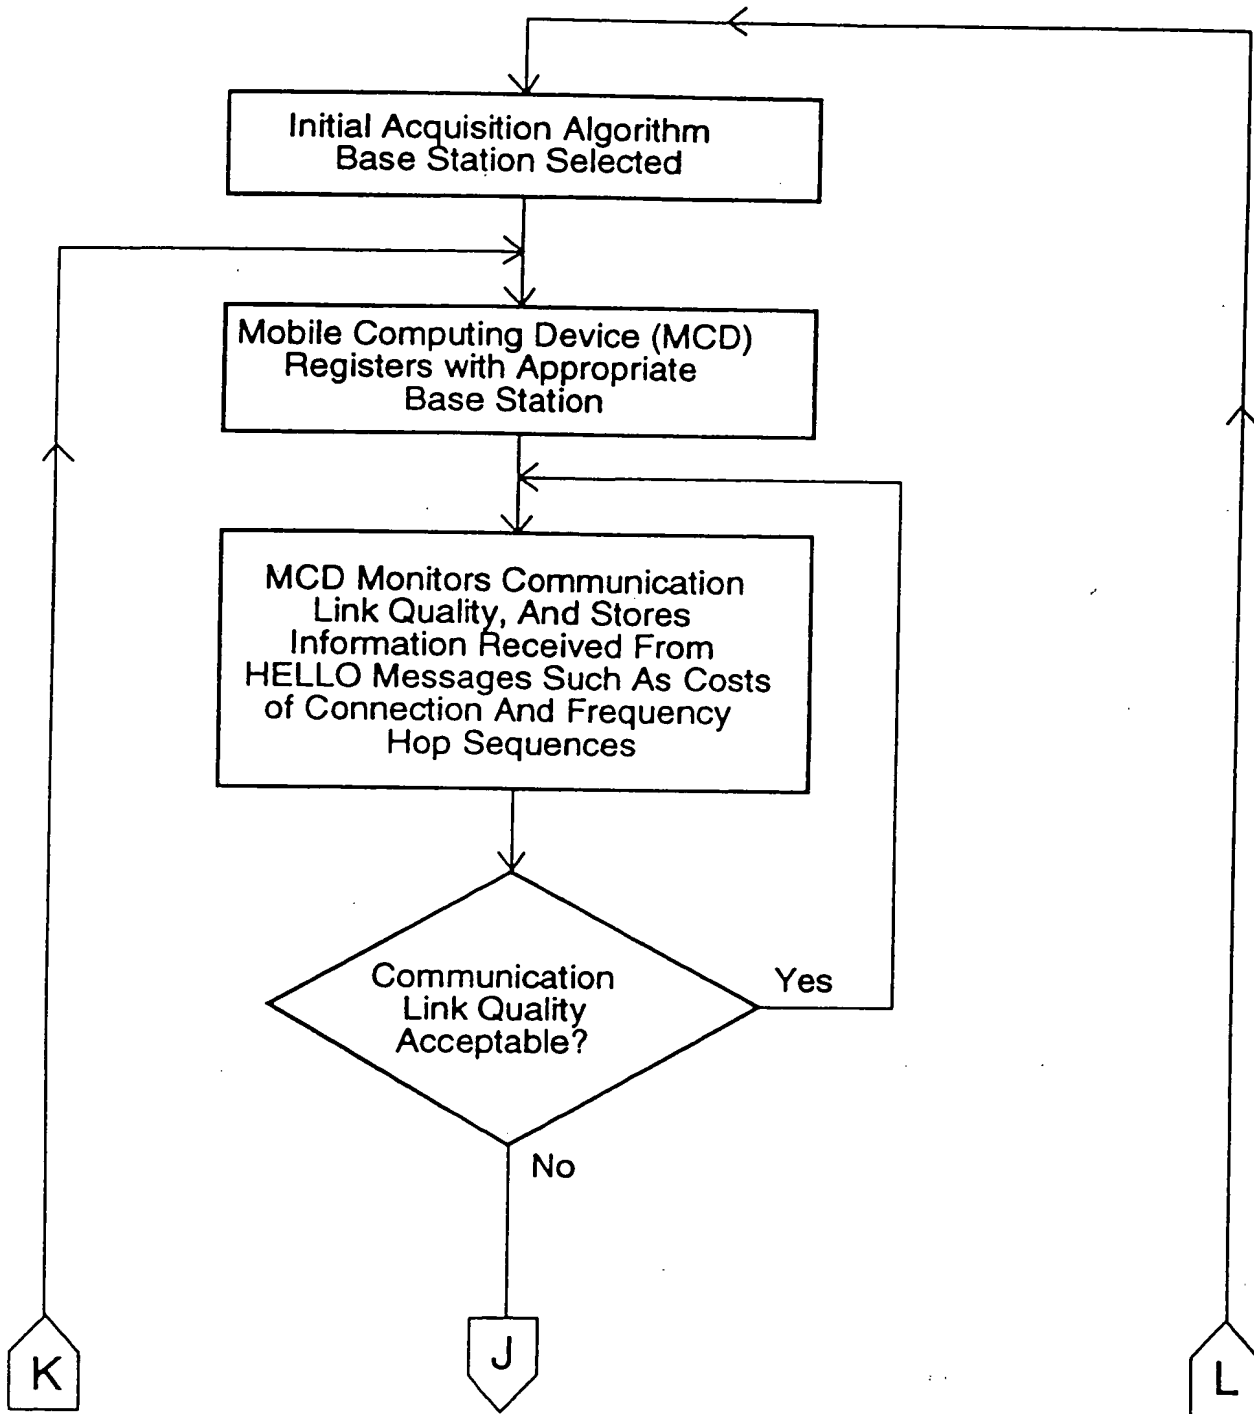 Initial Acquisition Algorithm
Base Station Selected
Mobile Computing Device (MCD)
Registers with Appropriate
Base Station
MCD Monitors Communication
Link Quality, And Stores
Information Received From
HELLO Messages Such As Costs
of Connection And Frequency
Hop Sequences
Communication
Link Quality
Acceptable?
Yes
No
K
J
L